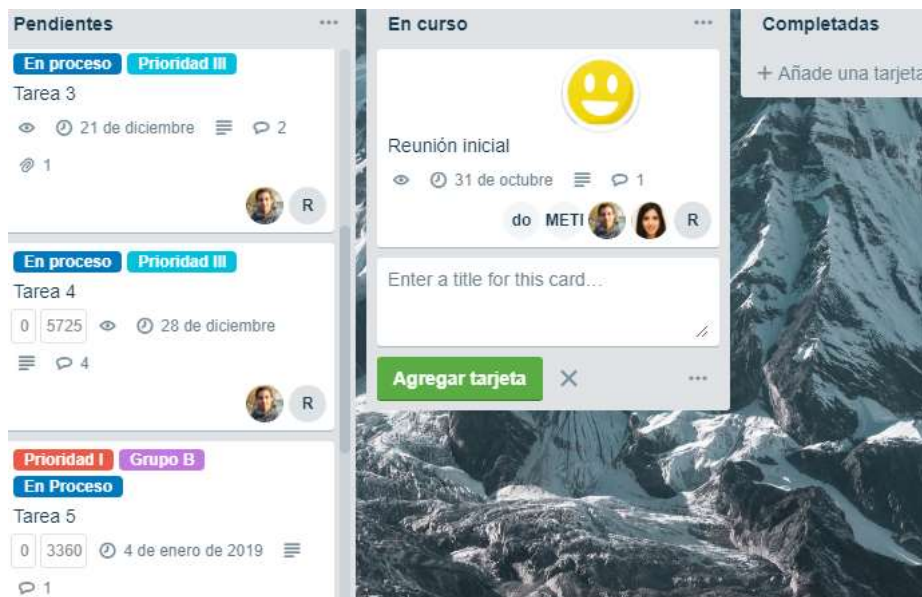 Pendientes
En proceso Prioridad III
Tarea 3
21 de diciembre 2
1
R
En proceso Prioridad III
Tarea 4
0 5725 28 de diciembre
4
R
Prioridad I Grupo B
En Proceso
Tarea 5
0 3360 4 de enero de 2019
1
En curso
Reunión inicial
31 de octubre 1
do METI R
Enter a title for this card...
Agregar tarjeta
Completadas
+ Añade una tarjeta